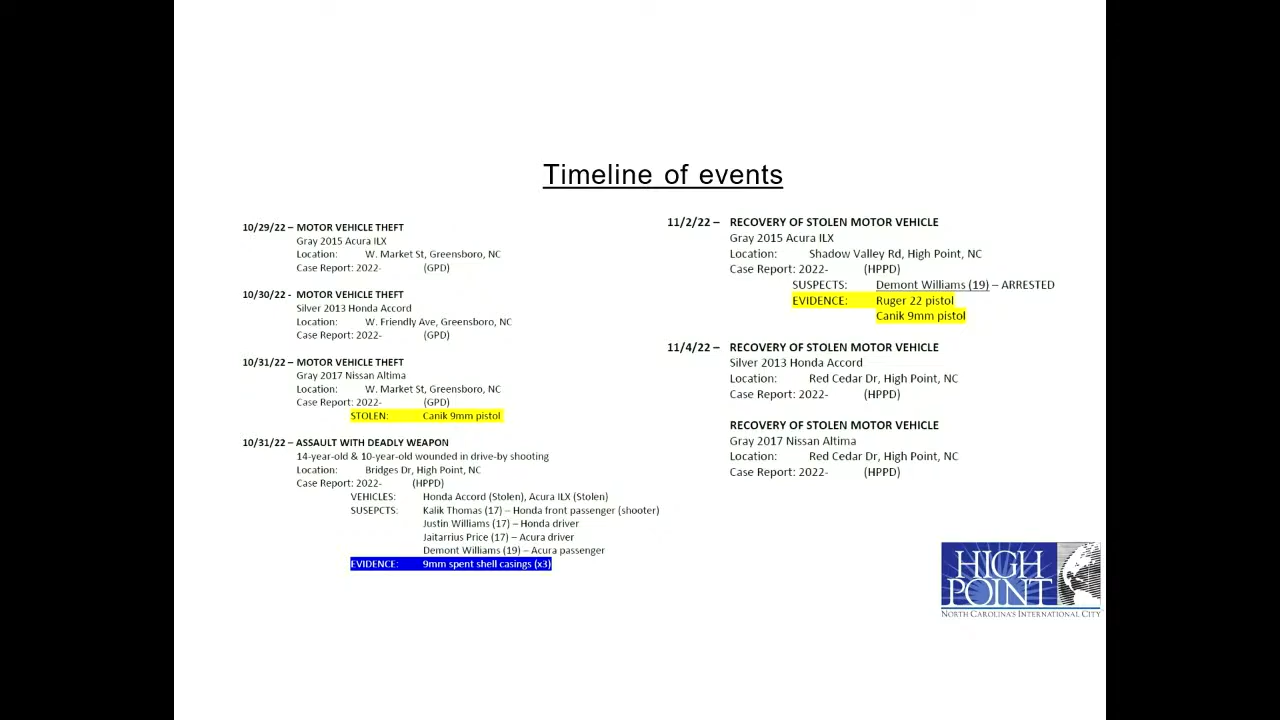 Timeline of events
10/29/22 – MOTOR VEHICLE THEFT
Gray 2015 Acura ILX
Location: W. Market St, Greensboro, NC
Case Report: 2022- (GPD)
10/30/22 - MOTOR VEHICLE THEFT
Silver 2013 Honda Accord
Location: W. Friendly Ave, Greensboro, NC
Case Report: 2022- (GPD)
10/31/22 – MOTOR VEHICLE THEFT
Gray 2017 Nissan Altima
Location: W. Market St, Greensboro, NC
Case Report: 2022- (GPD)
STOLEN: Canik 9mm pistol
10/31/22 – ASSAULT WITH DEADLY WEAPON
14-year-old & 10-year-old wounded in drive-by shooting
Location: Bridges Dr, High Point, NC
Case Report: 2022- (HPPD)
VEHICLES: Honda Accord (Stolen), Acura ILX (Stolen)
SUSEPCTS: Kalik Thomas (17) – Honda front passenger (shooter)
Justin Williams (17) – Honda driver
Jaitarrius Price (17) – Acura driver
Demont Williams (19) – Acura passenger
EVIDENCE: 9mm spent shell casings (x3)
11/2/22 – RECOVERY OF STOLEN MOTOR VEHICLE
Gray 2015 Acura ILX
Location: Shadow Valley Rd, High Point, NC
Case Report: 2022- (HPPD)
SUSPECTS: Demont Williams (19) – ARRESTED
EVIDENCE: Ruger 22 pistol
Canik 9mm pistol
11/4/22 – RECOVERY OF STOLEN MOTOR VEHICLE
Silver 2013 Honda Accord
Location: Red Cedar Dr, High Point, NC
Case Report: 2022- (HPPD)
RECOVERY OF STOLEN MOTOR VEHICLE
Gray 2017 Nissan Altima
Location: Red Cedar Dr, High Point, NC
Case Report: 2022- (HPPD)
HIGH
POINT
NORTH CAROLINA'S INTERNATIONAL CITY